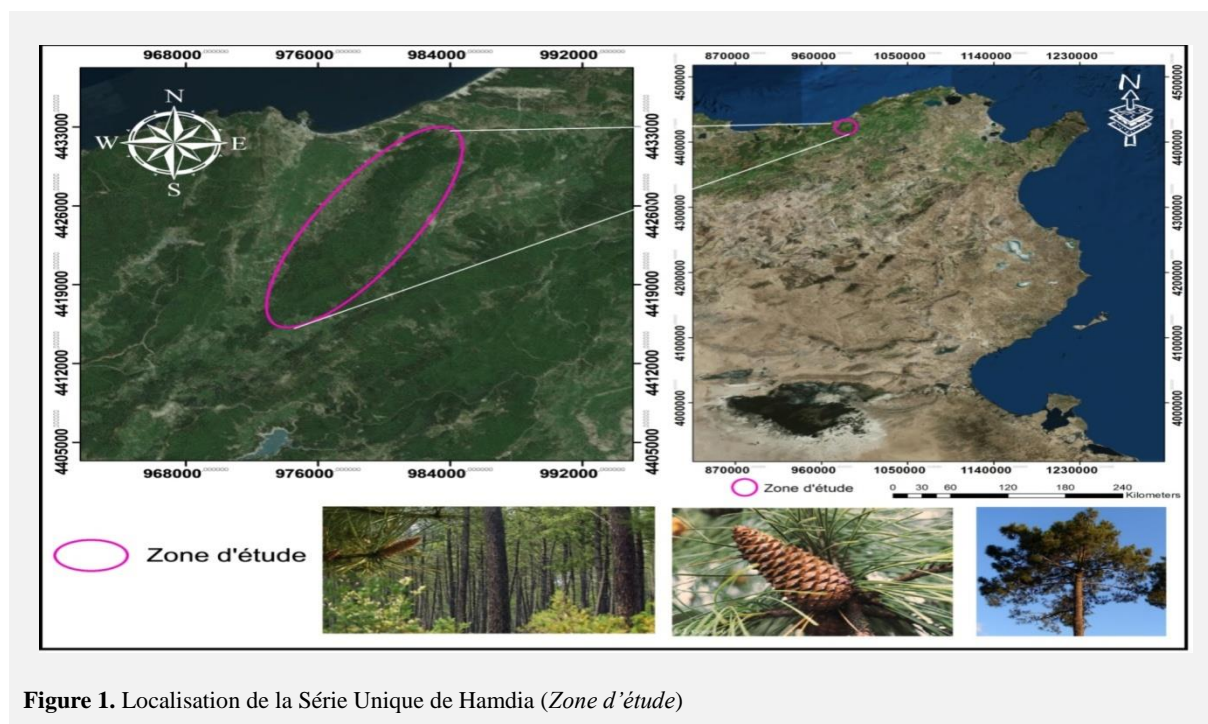 968000 976000 984000 992000
870000 960000 1050000 1140000 1230000
N
W E
S
N
4433000 4433000
4426000 4426000
4419000 4419000
4412000 4412000
4405000 4405000
4500000 4500000
4400000 4400000
4300000 4300000
4200000 4200000
4100000 4100000
4000000 4000000
968000 976000 984000 992000
870000 960000 1050000 1140000 1230000
Zone d'étude
0 30 60 120 180 240
Kilometers
Zone d'étude
Figure 1. Localisation de la Série Unique de Hamdia (Zone d’étude)